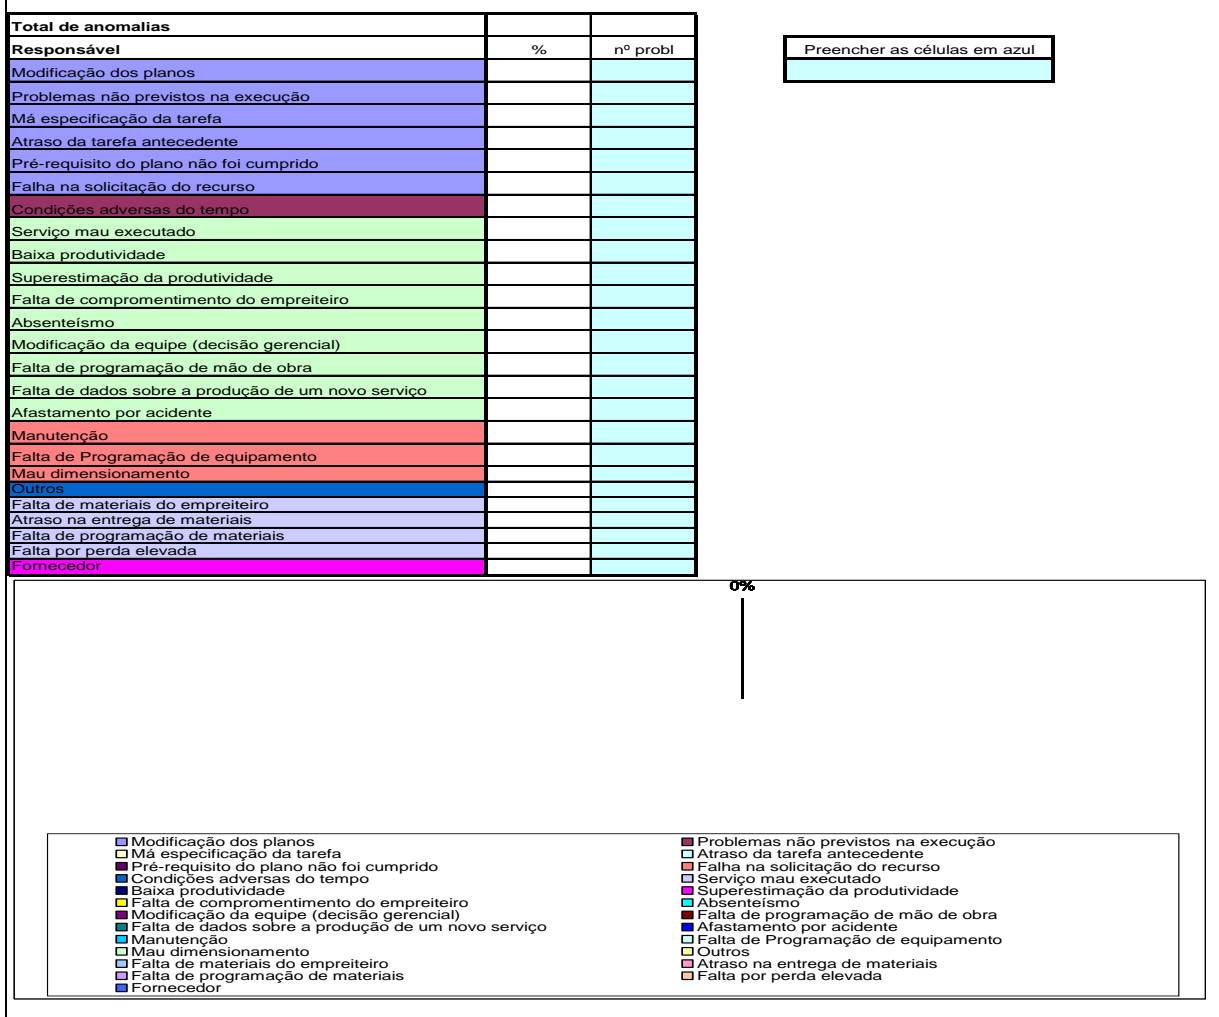 Total de anomalias
Responsável % nº probl
Preencher as células em azul
Modificação dos planos
Problemas não previstos na execução
Má especificação da tarefa
Atraso da tarefa antecedente
Pré-requisito do plano não foi cumprido
Falha na solicitação do recurso
Condições adversas do tempo
Serviço mau executado
Baixa produtividade
Superestimação da produtividade
Falta de compromentimento do empreiteiro
Absenteísmo
Modificação da equipe (decisão gerencial)
Falta de programação de mão de obra
Falta de dados sobre a produção de um novo serviço
Afastamento por acidente
Manutenção
Falta de Programação de equipamento
Mau dimensionamento
Outros
Falta de materiais do empreiteiro
Atraso na entrega de materiais
Falta de programação de materiais
Falta por perda elevada
Fornecedor
0%
Modificação dos planos Problemas não previstos na execução
Má especificação da tarefa Atraso da tarefa antecedente
Pré-requisito do plano não foi cumprido Falha na solicitação do recurso
Condições adversas do tempo Serviço mau executado
Baixa produtividade Superestimação da produtividade
Falta de compromentimento do empreiteiro Absenteísmo
Modificação da equipe (decisão gerencial) Falta de programação de mão de obra
Falta de dados sobre a produção de um novo serviço Afastamento por acidente
Manutenção Falta de Programação de equipamento
Mau dimensionamento Outros
Falta de materiais do empreiteiro Atraso na entrega de materiais
Falta de programação de materiais Falta por perda elevada
Fornecedor